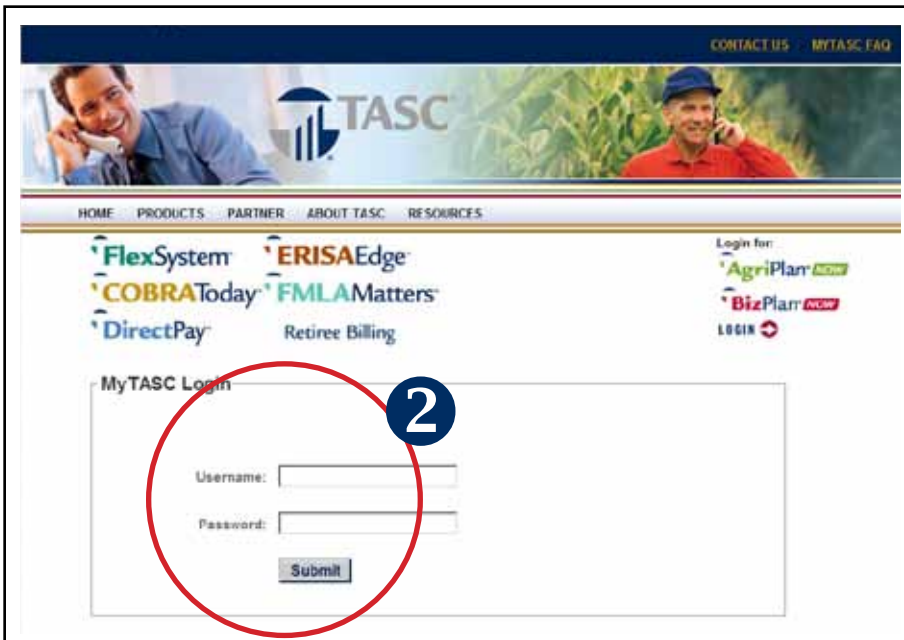 CONTACT US MYTASC FAQ
TASC
HOME PRODUCTS PARTNER ABOUT TASC RESOURCES
FlexSystem ERISAEdge
COBRAToday FMLAMatters
DirectPay Retiree Billing
Login for:
AgriPlan NOW
BizPlan NOW
LOGIN
MyTASC Login
2
Username:
Password:
Submit